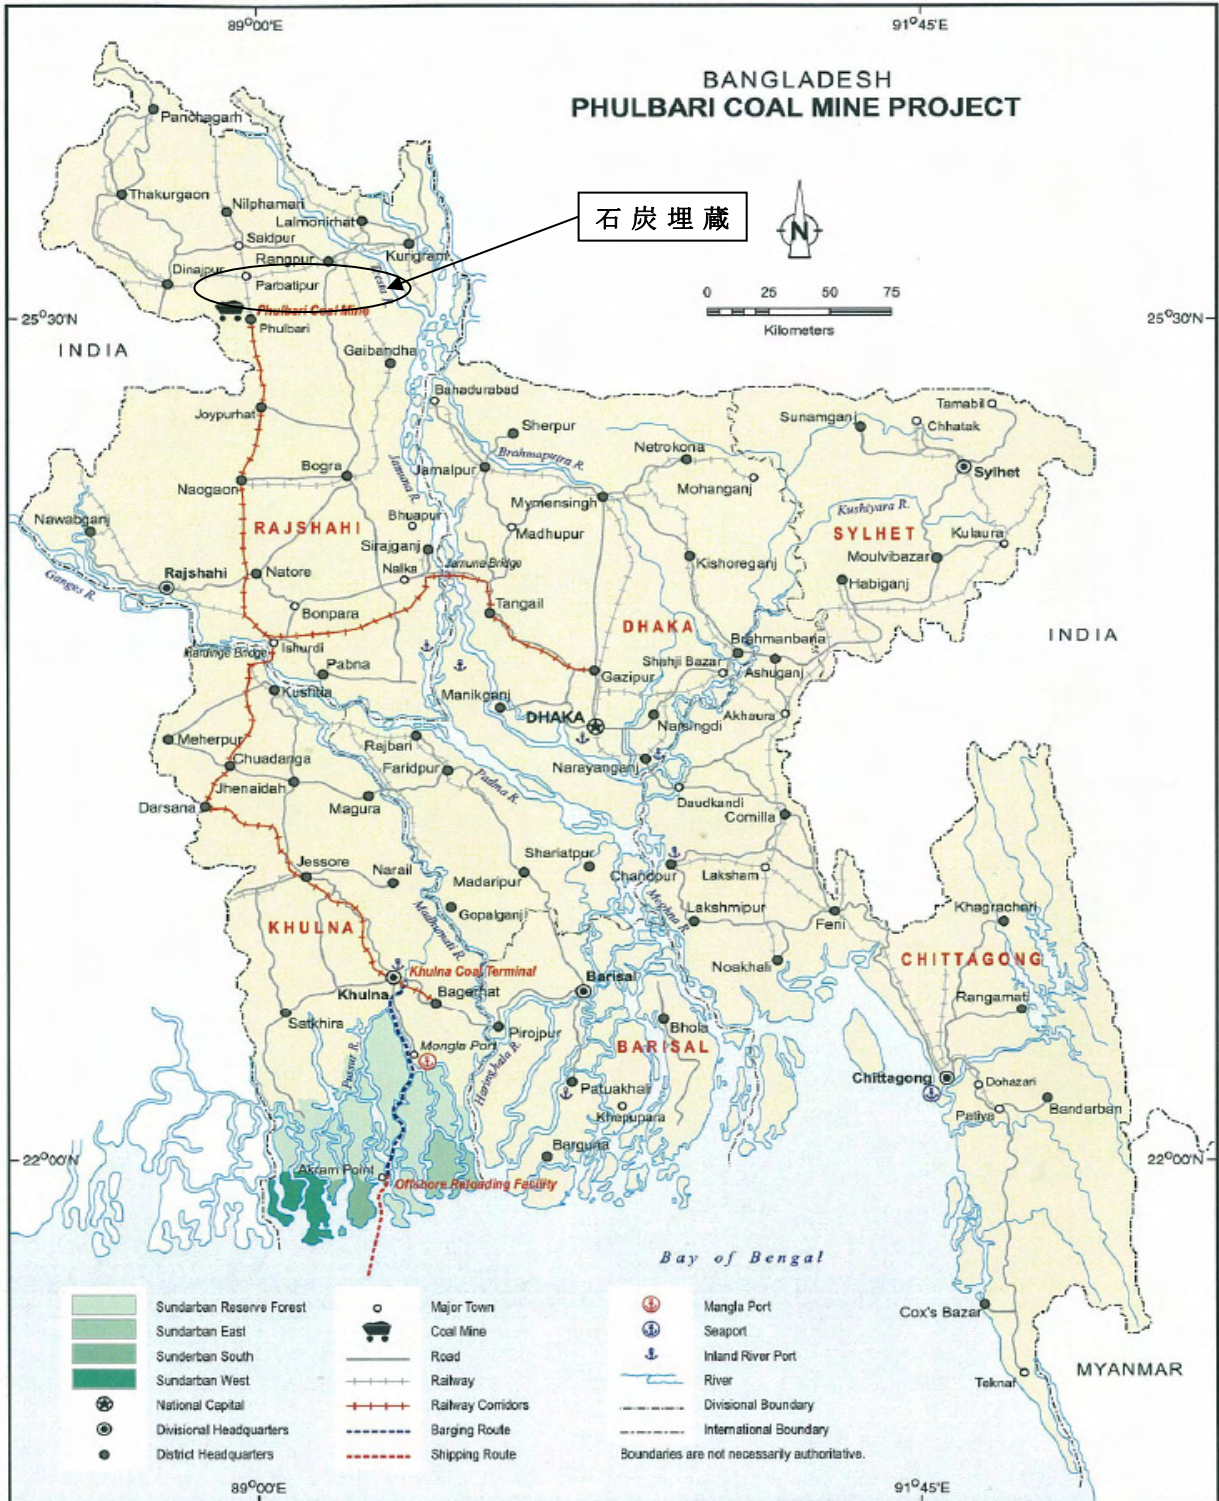 89°00'E
91°45'E
BANGLADESH
PHULBARI COAL MINE PROJECT
Panchagarh
Thakurgaon
Nilphamari
Lalmonirhat
石炭埋蔵
Saidpur
Kurigram
Rangpur
N
Dinajpur
Parbatipur
Teesta R.
0 25 50 75
Kilometers
Phulbari Coal Mine
25°30'N
25°30'N
Phulbari
INDIA
Gaibandha
Bahadurabad
Tamabil
Joypurhat
Sunamganj
Chhatak
Sherpur
Netrokona
Brahmaputra R.
Bogra
Jamalpur
Sylhet
Jamuna R.
Mohanganj
Naogaon
Mymensingh
Kushiyara R.
Nawabganj
Bhuapur
RAJSHAHI
Madhupur
SYLHET
Kulaura
Sirajganj
Moulvibazar
Kishoreganj
Jamuna Bridge
Rajshahi
Natore
Nalka
Habiganj
Ganges R.
Bonpara
Tangail
DHAKA
INDIA
Brahmanbaria
Hardinge Bridge
Ishurdi
Pabna
Shahji Bazar
Ashuganj
Gazipur
Kushtia
Manikganj
DHAKA
Narsingdi
Akhaura
Meherpur
Rajbari
Chuadanga
Faridpur
Narayanganj
Padma R.
Jhenaidah
Daudkandi
Darsana
Magura
Comilla
Shariatpur
Jessore
Narail
Madaripur
Chandpur
Laksham
Meghna R.
Madhumati R.
Gopalganj
Lakshmipur
Khagrachari
Feni
KHULNA
Noakhali
CHITTAGONG
Khulna Coal Terminal
Barisal
Khulna
Bagerhat
Rangamati
Satkhira
Pirojpur
Bhola
Mongla Port
BARISAL
Passur R.
Haringhala R.
Chittagong
Dohazari
Patuakhali
Khepupara
Patiya
Bandarban
Barguna
22°00'N
22°00'N
Akram Point
Offshore Reloading Facility
Bay of Bengal
Sundarban Reserve Forest
Major Town
Mangla Port
Cox's Bazar
Sundarban East
Coal Mine
Seaport
Sunderban South
Road
Inland River Port
Sundarban West
Railway
River
MYANMAR
Teknaf
National Capital
Railway Corridors
Divisional Boundary
Divisional Headquarters
Barging Route
International Boundary
District Headquarters
Shipping Route
Boundaries are not necessarily authoritative.
89°00'E
91°45'E